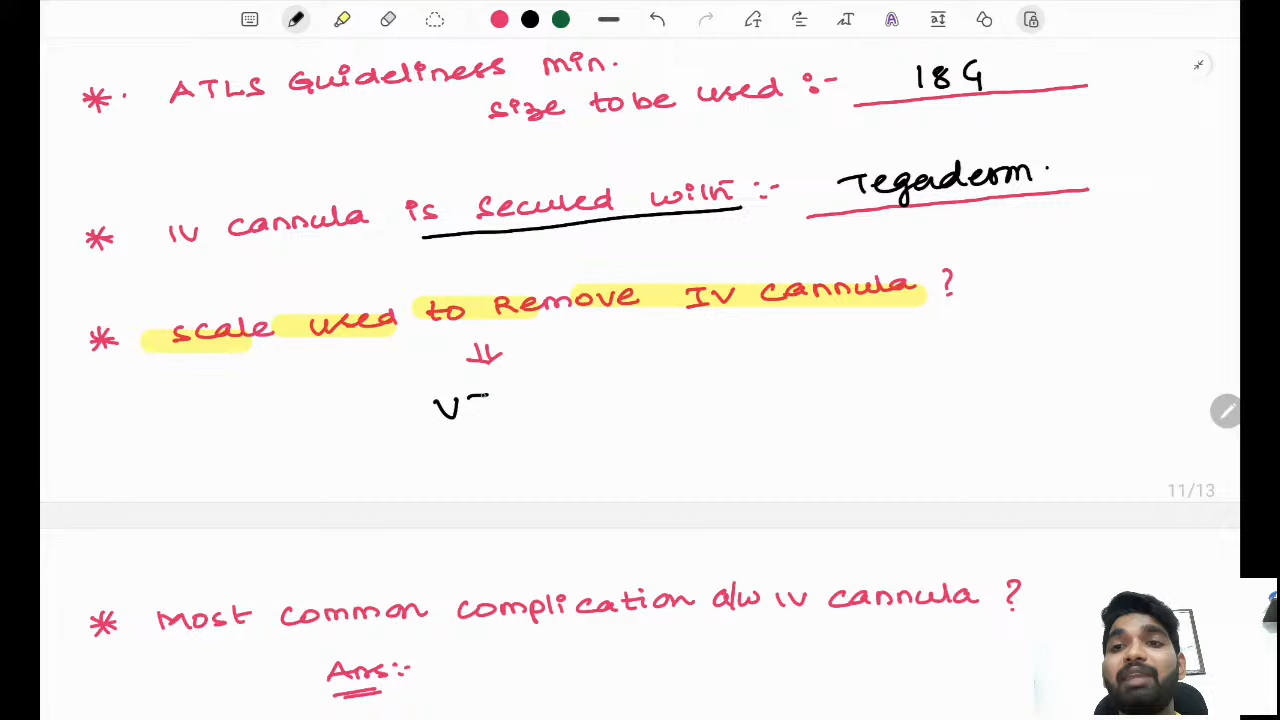 * . ATLS Guideliness min.
size to be used :- 18 G
* IV cannula is secured with :- Tegaderm.
* scale used to Remove IV cannula ?
V
11/13
* Most common complication a/w IV cannula ?
Ans :-